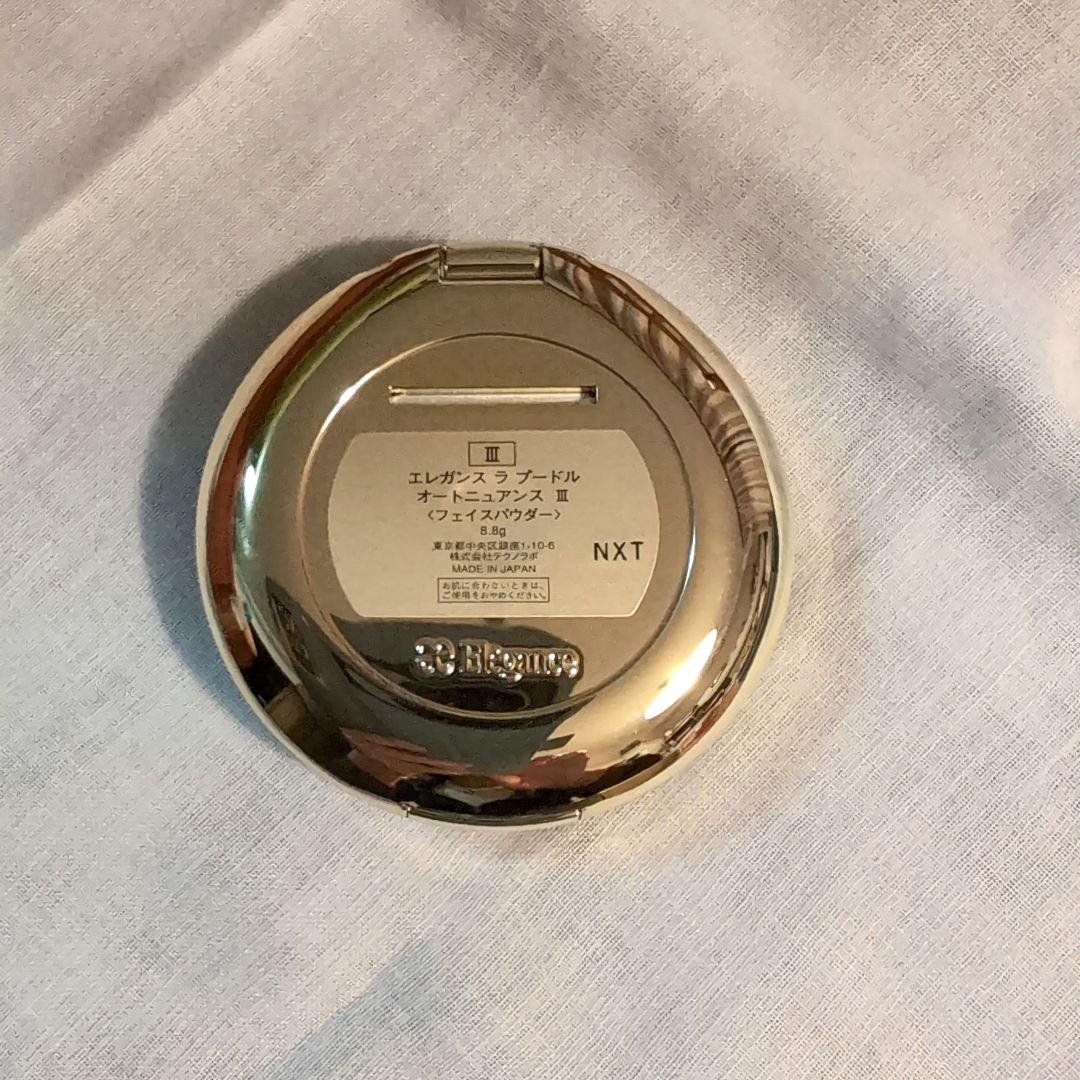 Ⅲ
エレガンス ラ プードル
オートニュアンス Ⅲ
〈フェイスパウダー〉
8.8g
東京都中央区銀座1-10-6
株式会社テクノラボ
MADE IN JAPAN
お肌に合わないときは、
ご使用をおやめください。
NXT
Elégance